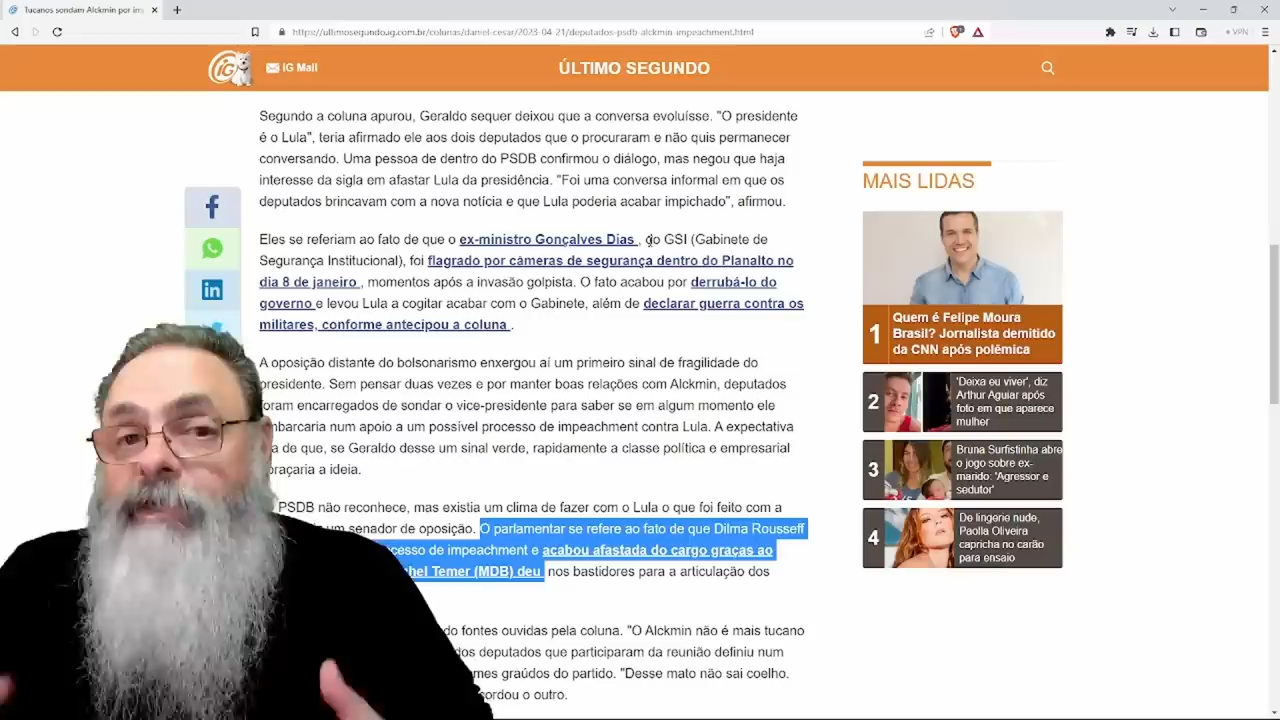 Tucanos sondam Alckmin por im
https://ultimosegundo.ig.com.br/colunas/daniel-cesar/2023-04-21/deputados-psdb-alckmin-impeachment.html
VPN
iG
iG Mail
ÚLTIMO SEGUNDO
Segundo a coluna apurou, Geraldo sequer deixou que a conversa evoluísse. "O presidente
é o Lula", teria afirmado ele aos dois deputados que o procuraram e não quis permanecer
conversando. Uma pessoa de dentro do PSDB confirmou o diálogo, mas negou que haja
interesse da sigla em afastar Lula da presidência. "Foi uma conversa informal em que os
deputados brincavam com a nova notícia e que Lula poderia acabar impichado", afirmou.
Eles se referiam ao fato de que o ex-ministro Gonçalves Dias , do GSI (Gabinete de
Segurança Institucional), foi flagrado por câmeras de segurança dentro do Planalto no
dia 8 de janeiro , momentos após a invasão golpista. O fato acabou por derrubá-lo do
governo e levou Lula a cogitar acabar com o Gabinete, além de declarar guerra contra os
militares, conforme antecipou a coluna .
A oposição distante do bolsonarismo enxergou aí um primeiro sinal de fragilidade do
presidente. Sem pensar duas vezes e por manter boas relações com Alckmin, deputados
foram encarregados de sondar o vice-presidente para saber se em algum momento ele
embarcaria num apoio a um possível processo de impeachment contra Lula. A expectativa
a de que, se Geraldo desse um sinal verde, rapidamente a classe política e empresarial
braçaria a ideia.
PSDB não reconhece, mas existia um clima de fazer com o Lula o que foi feito com a
um senador de oposição. O parlamentar se refere ao fato de que Dilma Rousseff
cesso de impeachment e acabou afastada do cargo graças ao
hel Temer (MDB) deu nos bastidores para a articulação dos
do fontes ouvidas pela coluna. "O Alckmin não é mais tucano
dos deputados que participaram da reunião definiu num
mes graúdos do partido. "Desse mato não sai coelho.
ordou o outro.
MAIS LIDAS
1
Quem é Felipe Moura
Brasil? Jornalista demitido
da CNN após polêmica
2
'Deixa eu viver', diz
Arthur Aguiar após
foto em que aparece
mulher
3
Bruna Surfistinha abre
o jogo sobre ex-
marido: 'Agressor e
sedutor'
4
De lingerie nude,
Paolla Oliveira
capricha no carão
para ensaio